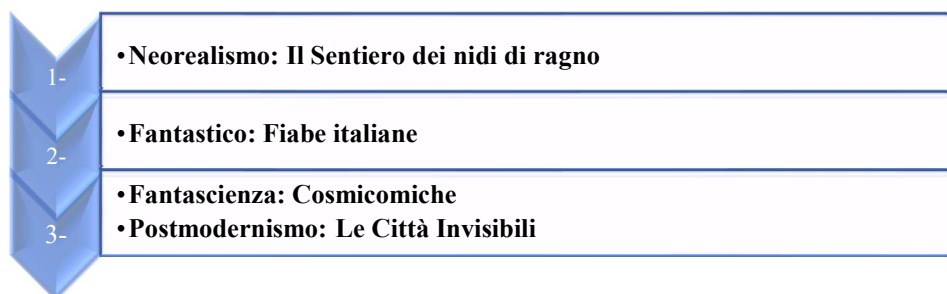 1-
•Neorealismo: Il Sentiero dei nidi di ragno
2-
•Fantastico: Fiabe italiane
3-
•Fantascienza: Cosmicomiche
•Postmodernismo: Le Città Invisibili